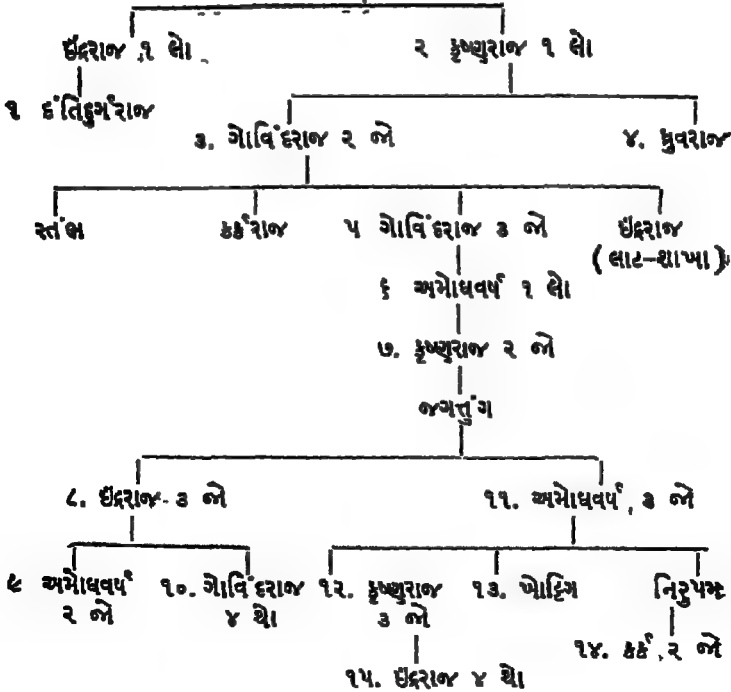 ઇંદ્રરાજ ૧ લો ૨ કૃષ્ણરાજ ૧ લો
૧ દંતિદુર્ગરાજ
૩. ગોવિંદરાજ ૨ જો ૪. ધ્રુવરાજ
સ્તંભ કર્કરાજ ૫ ગોવિંદરાજ ૩ જો ઇંદ્રરાજ
(લાટ-શાખા)
૬ અમોઘવર્ષ ૧ લો
૭. કૃષ્ણરાજ ૨ જો
જગત્તુંગ
૮. ઇંદ્રરાજ- ૩ જો ૧૧. અમોઘવર્ષ, ૩ જો
૯ અમોઘવર્ષ ૧૦. ગોવિંદરાજ ૧૨. કૃષ્ણરાજ ૧૩. ખોટ્ટિગ નિરુપમ
૨ જો ૪ થો ૩ જો
૧૪. કર્ક, ૨ જો
૧૫. ઇંદ્રરાજ ૪ થો